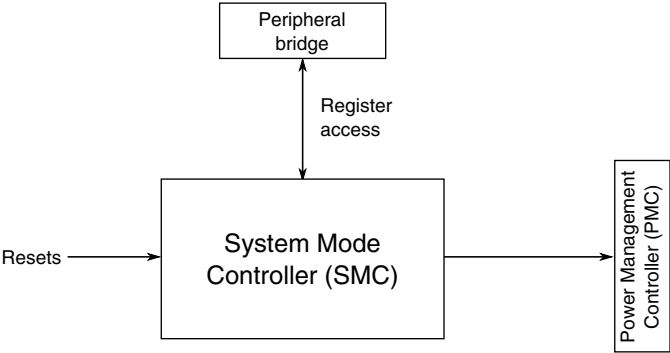 Peripheral
bridge
Register
access
Resets
System Mode
Controller (SMC)
Power Management
Controller (PMC)